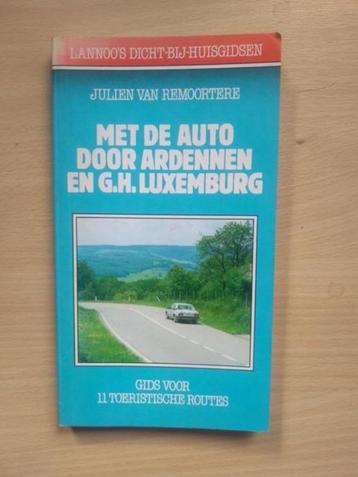 LANNOO'S DICHT-BIJ-HUISGIDSEN
JULIEN VAN REMOORTERE
MET DE AUTO
DOOR ARDENNEN
EN G.H. LUXEMBURG
GIDS VOOR
11 TOERISTISCHE ROUTES